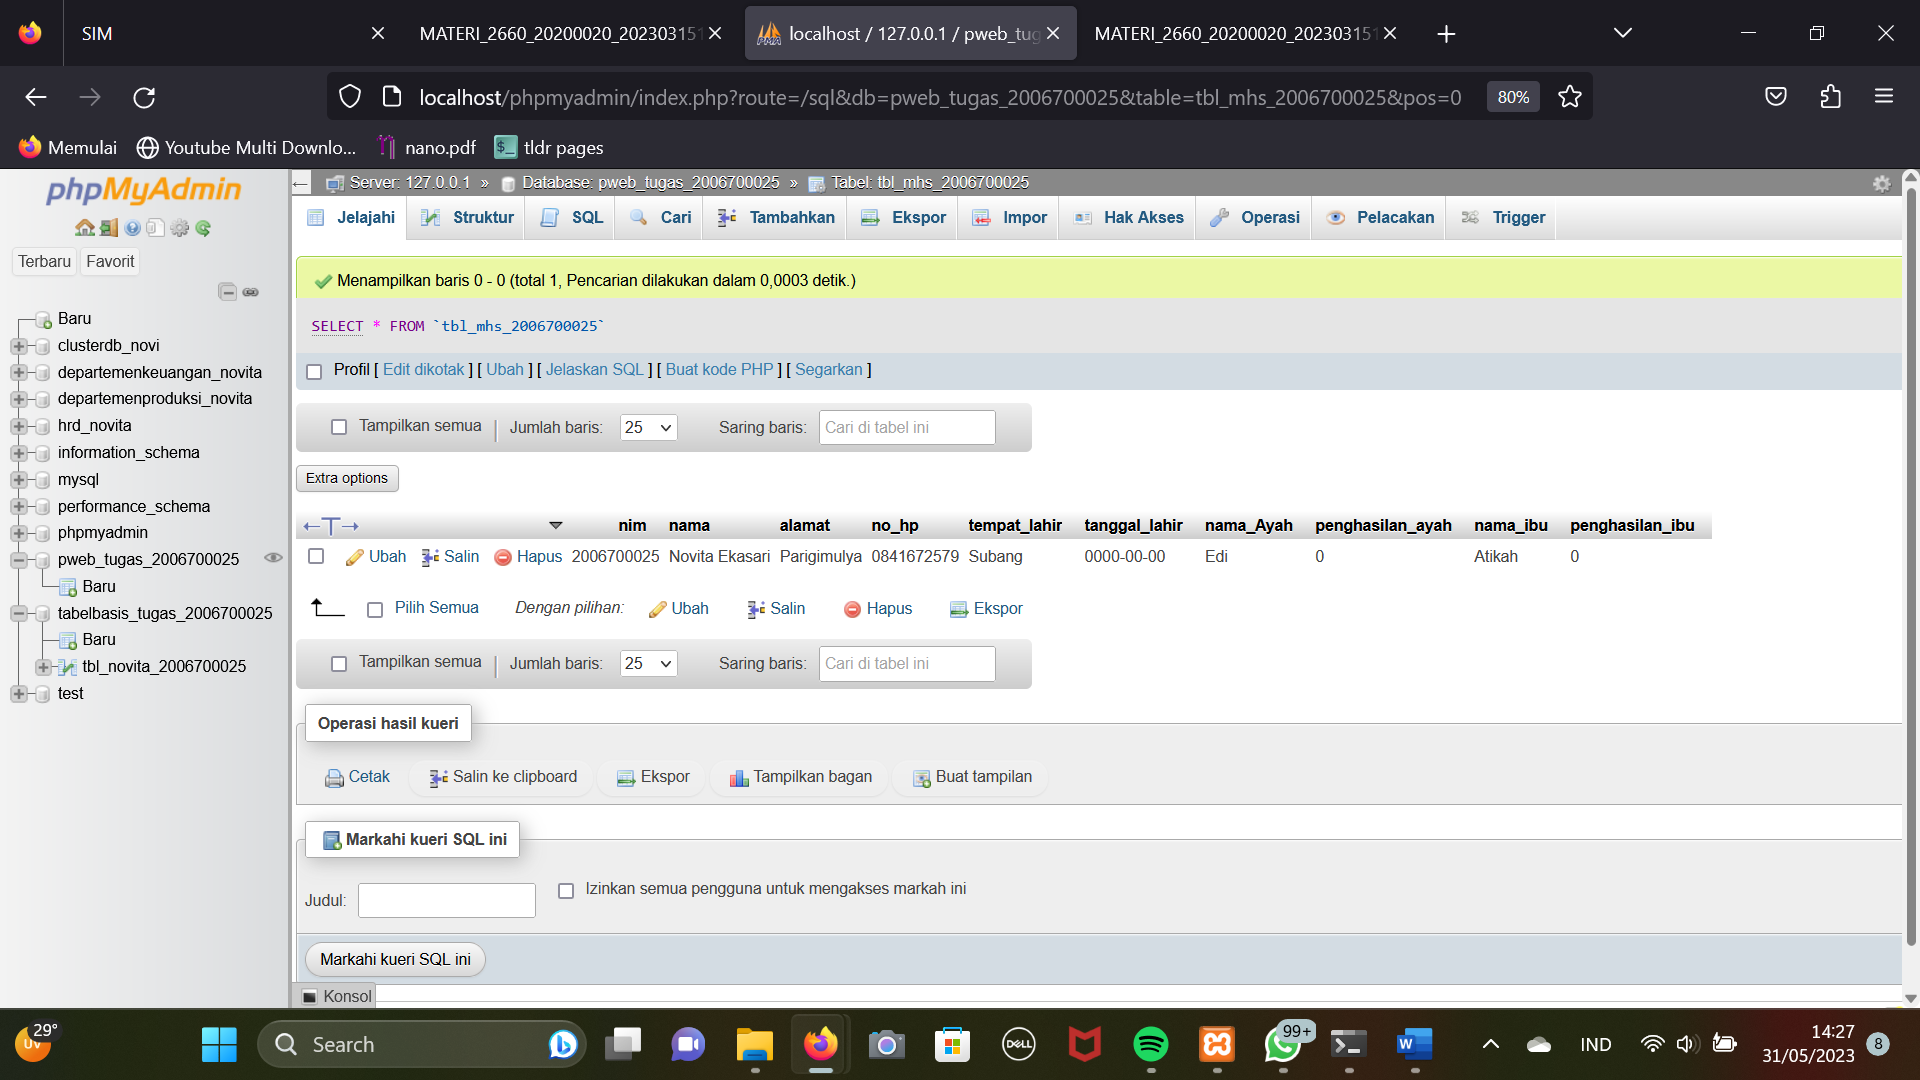 SIM
MATERI_2660_20200020_202303151
localhost / 127.0.0.1 / pweb_tug
MATERI_2660_20200020_202303151
localhost/phpmyadmin/index.php?route=/sql&db=pweb_tugas_2006700025&table=tbl_mhs_2006700025&pos=0
80%
Memulai
Youtube Multi Downlo...
nano.pdf
tldr pages
phpMyAdmin
Terbaru
Favorit
Baru
clusterdb_novi
departemenkeuangan_novita
departemenproduksi_novita
hrd_novita
information_schema
mysql
performance_schema
phpmyadmin
pweb_tugas_2006700025
Baru
tabelbasis_tugas_2006700025
Baru
tbl_novita_2006700025
test
Server: 127.0.0.1 » Database: pweb_tugas_2006700025 » Tabel: tbl_mhs_2006700025
Jelajahi Struktur SQL Cari Tambahkan Ekspor Impor Hak Akses Operasi Pelacakan Trigger
Menampilkan baris 0 - 0 (total 1, Pencarian dilakukan dalam 0,0003 detik.)
SELECT * FROM `tbl_mhs_2006700025`
Profil [ Edit dikotak ] [ Ubah ] [ Jelaskan SQL ] [ Buat kode PHP ] [ Segarkan ]
Tampilkan semua | Jumlah baris: 25 Saring baris: Cari di tabel ini
Extra options
nim nama alamat no_hp tempat_lahir tanggal_lahir nama_Ayah penghasilan_ayah nama_ibu penghasilan_ibu
Ubah Salin Hapus 2006700025 Novita Ekasari Parigimulya 0841672579 Subang 0000-00-00 Edi 0 Atikah 0
Pilih Semua Dengan pilihan: Ubah Salin Hapus Ekspor
Tampilkan semua | Jumlah baris: 25 Saring baris: Cari di tabel ini
Operasi hasil kueri
Cetak Salin ke clipboard Ekspor Tampilkan bagan Buat tampilan
Markahi kueri SQL ini
Judul:
Izinkan semua pengguna untuk mengakses markah ini
Markahi kueri SQL ini
Konsol
29°
UV
Search
DELL
99+
IND
14:27
31/05/2023
8